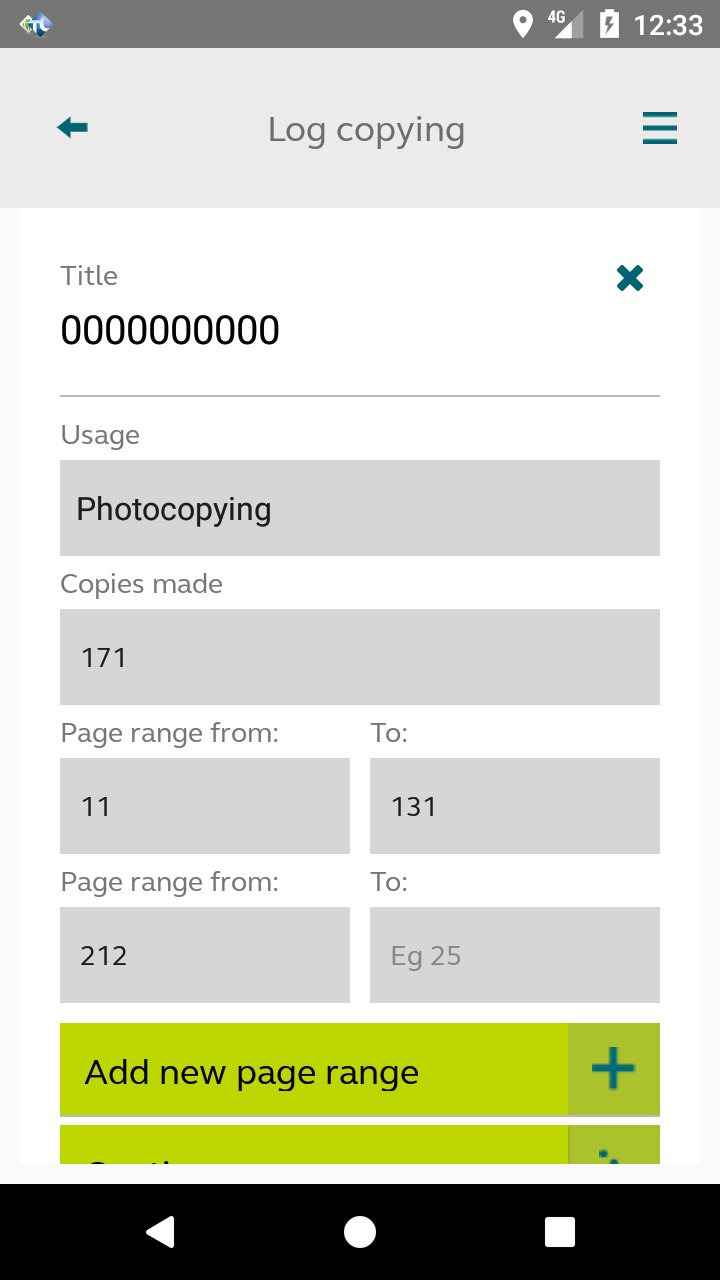 4G 12:33
Log copying
Title
0000000000
Usage
Photocopying
Copies made
171
Page range from: To:
11 131
Page range from: To:
212 Eg 25
Add new page range